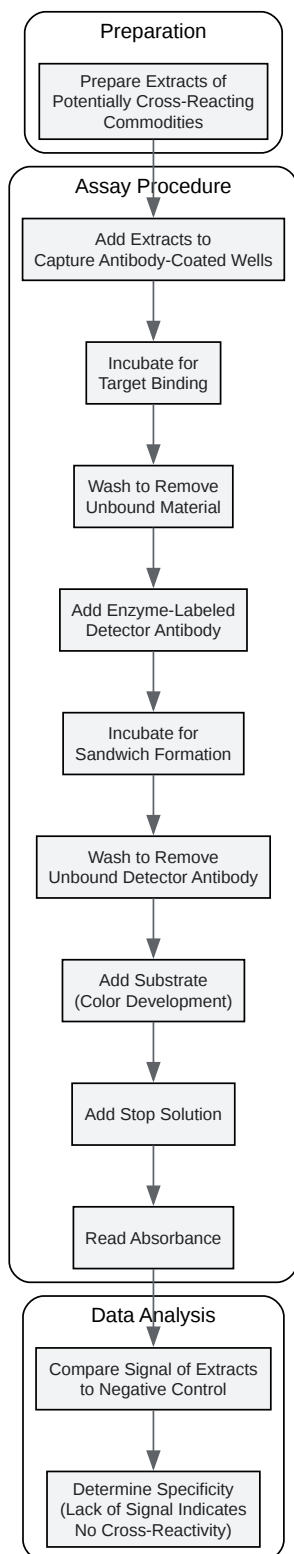 Preparation
Prepare Extracts of
Potentially Cross-Reacting
Commodities
Assay Procedure
Add Extracts to
Capture Antibody-Coated Wells
Incubate for
Target Binding
Wash to Remove
Unbound Material
Add Enzyme-Labeled
Detector Antibody
Incubate for
Sandwich Formation
Wash to Remove
Unbound Detector Antibody
Add Substrate
(Color Development)
Add Stop Solution
Read Absorbance
Data Analysis
Compare Signal of Extracts
to Negative Control
Determine Specificity
(Lack of Signal Indicates
No Cross-Reactivity)